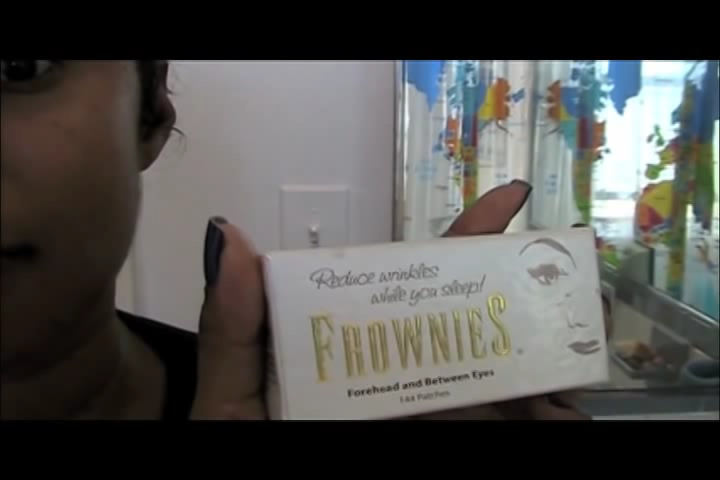 Reduce wrinkles
while you sleep!
FROWNIES
Forehead and Between Eyes
144 Patches